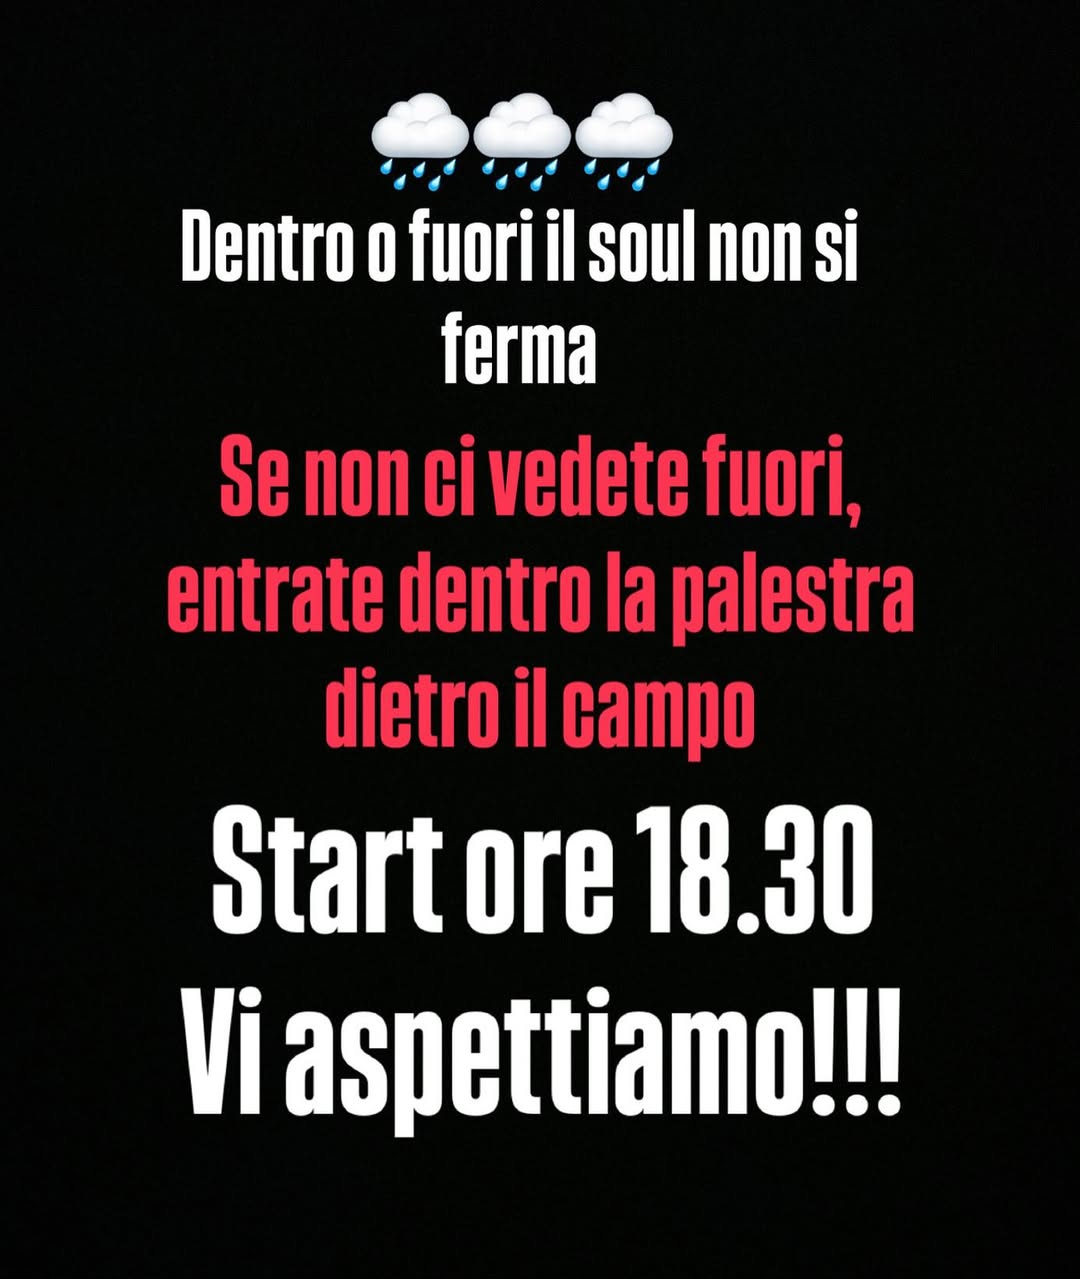 🌧️🌧️🌧️
Dentro o fuori il soul non si
ferma
Se non ci vedete fuori,
entrate dentro la palestra
dietro il campo
Start ore 18.30
Vi aspettiamo!!!